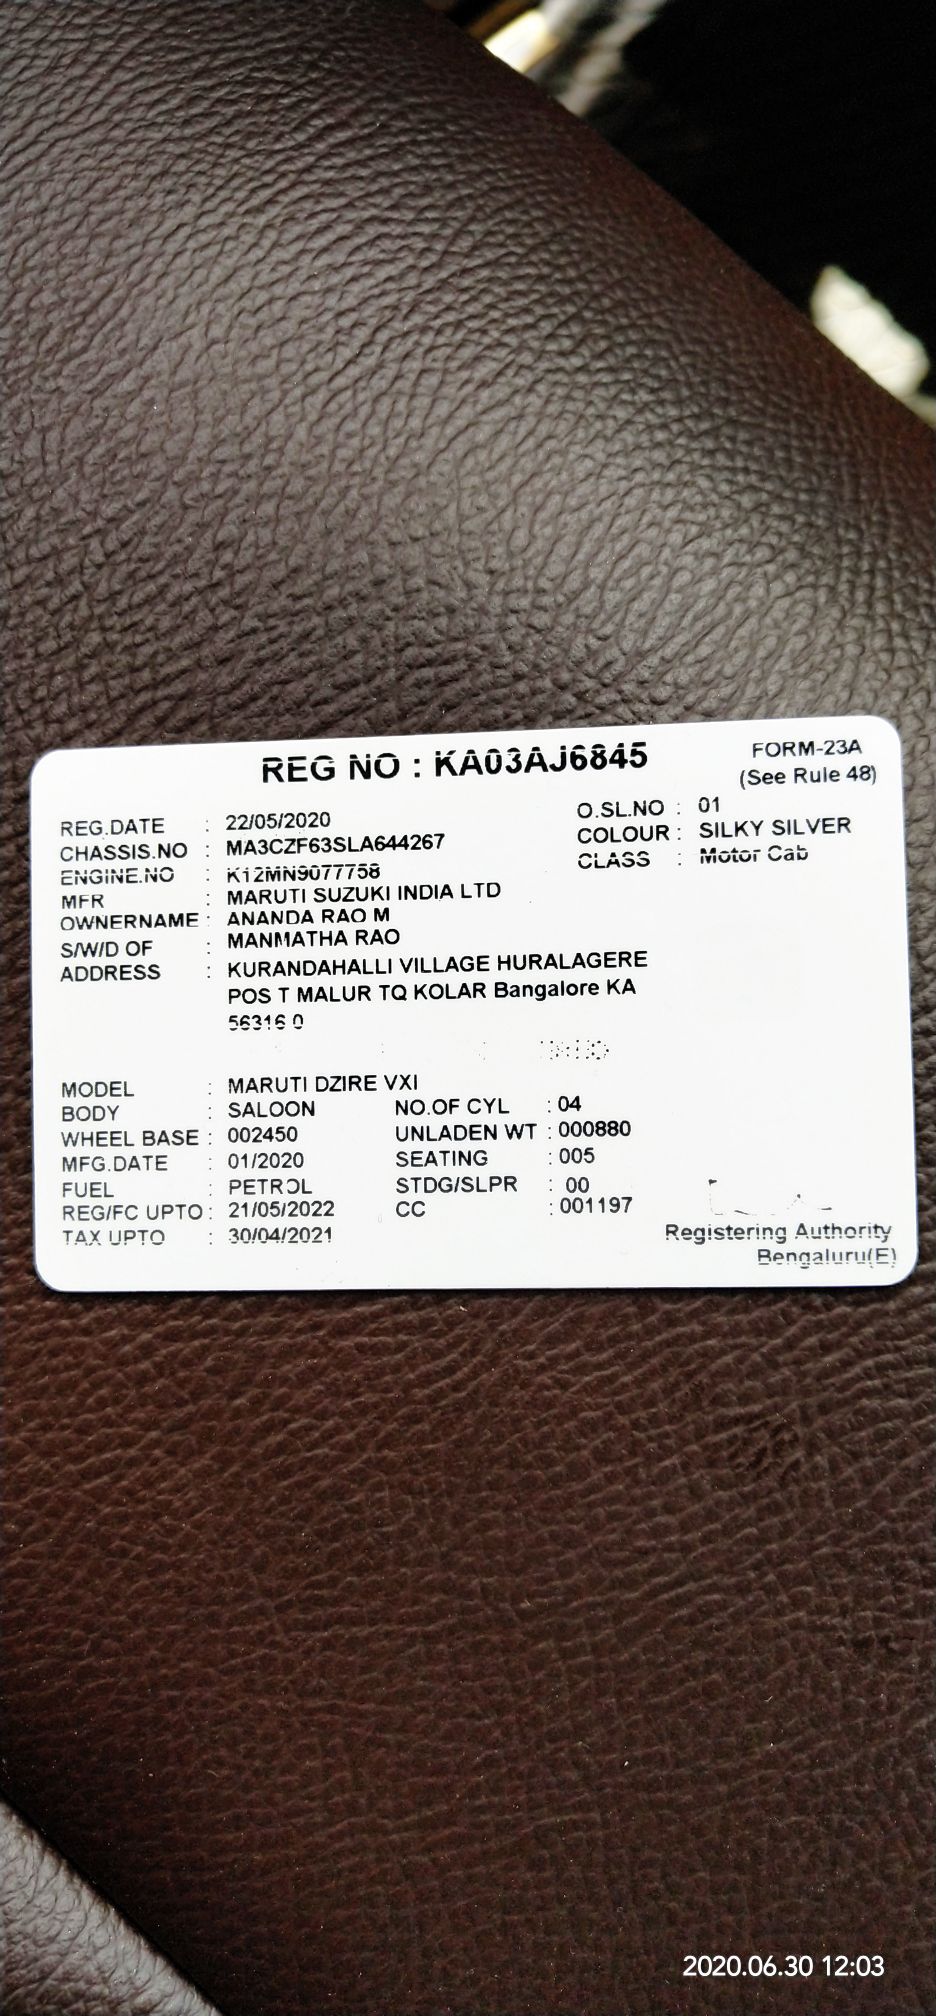 REG NO : KA03AJ6845
FORM-23A
(See Rule 48)
REG.DATE : 22/05/2020
O.SL.NO : 01
CHASSIS.NO : MA3CZF63SLA644267
COLOUR : SILKY SILVER
ENGINE.NO : K12MN9077758
CLASS : Motor Cab
MFR : MARUTI SUZUKI INDIA LTD
OWNERNAME : ANANDA RAO M
S/W/D OF : MANMATHA RAO
ADDRESS : KURANDAHALLI VILLAGE HURALAGERE
POS T MALUR TQ KOLAR Bangalore KA
56316 0
MODEL : MARUTI DZIRE VXI
BODY : SALOON NO.OF CYL : 04
WHEEL BASE : 002450 UNLADEN WT : 000880
MFG.DATE : 01/2020 SEATING : 005
FUEL : PETROL STDG/SLPR : 00
REG/FC UPTO : 21/05/2022 CC : 001197
TAX UPTO : 30/04/2021
Registering Authority
Bengaluru(E)
2020.06.30 12:03